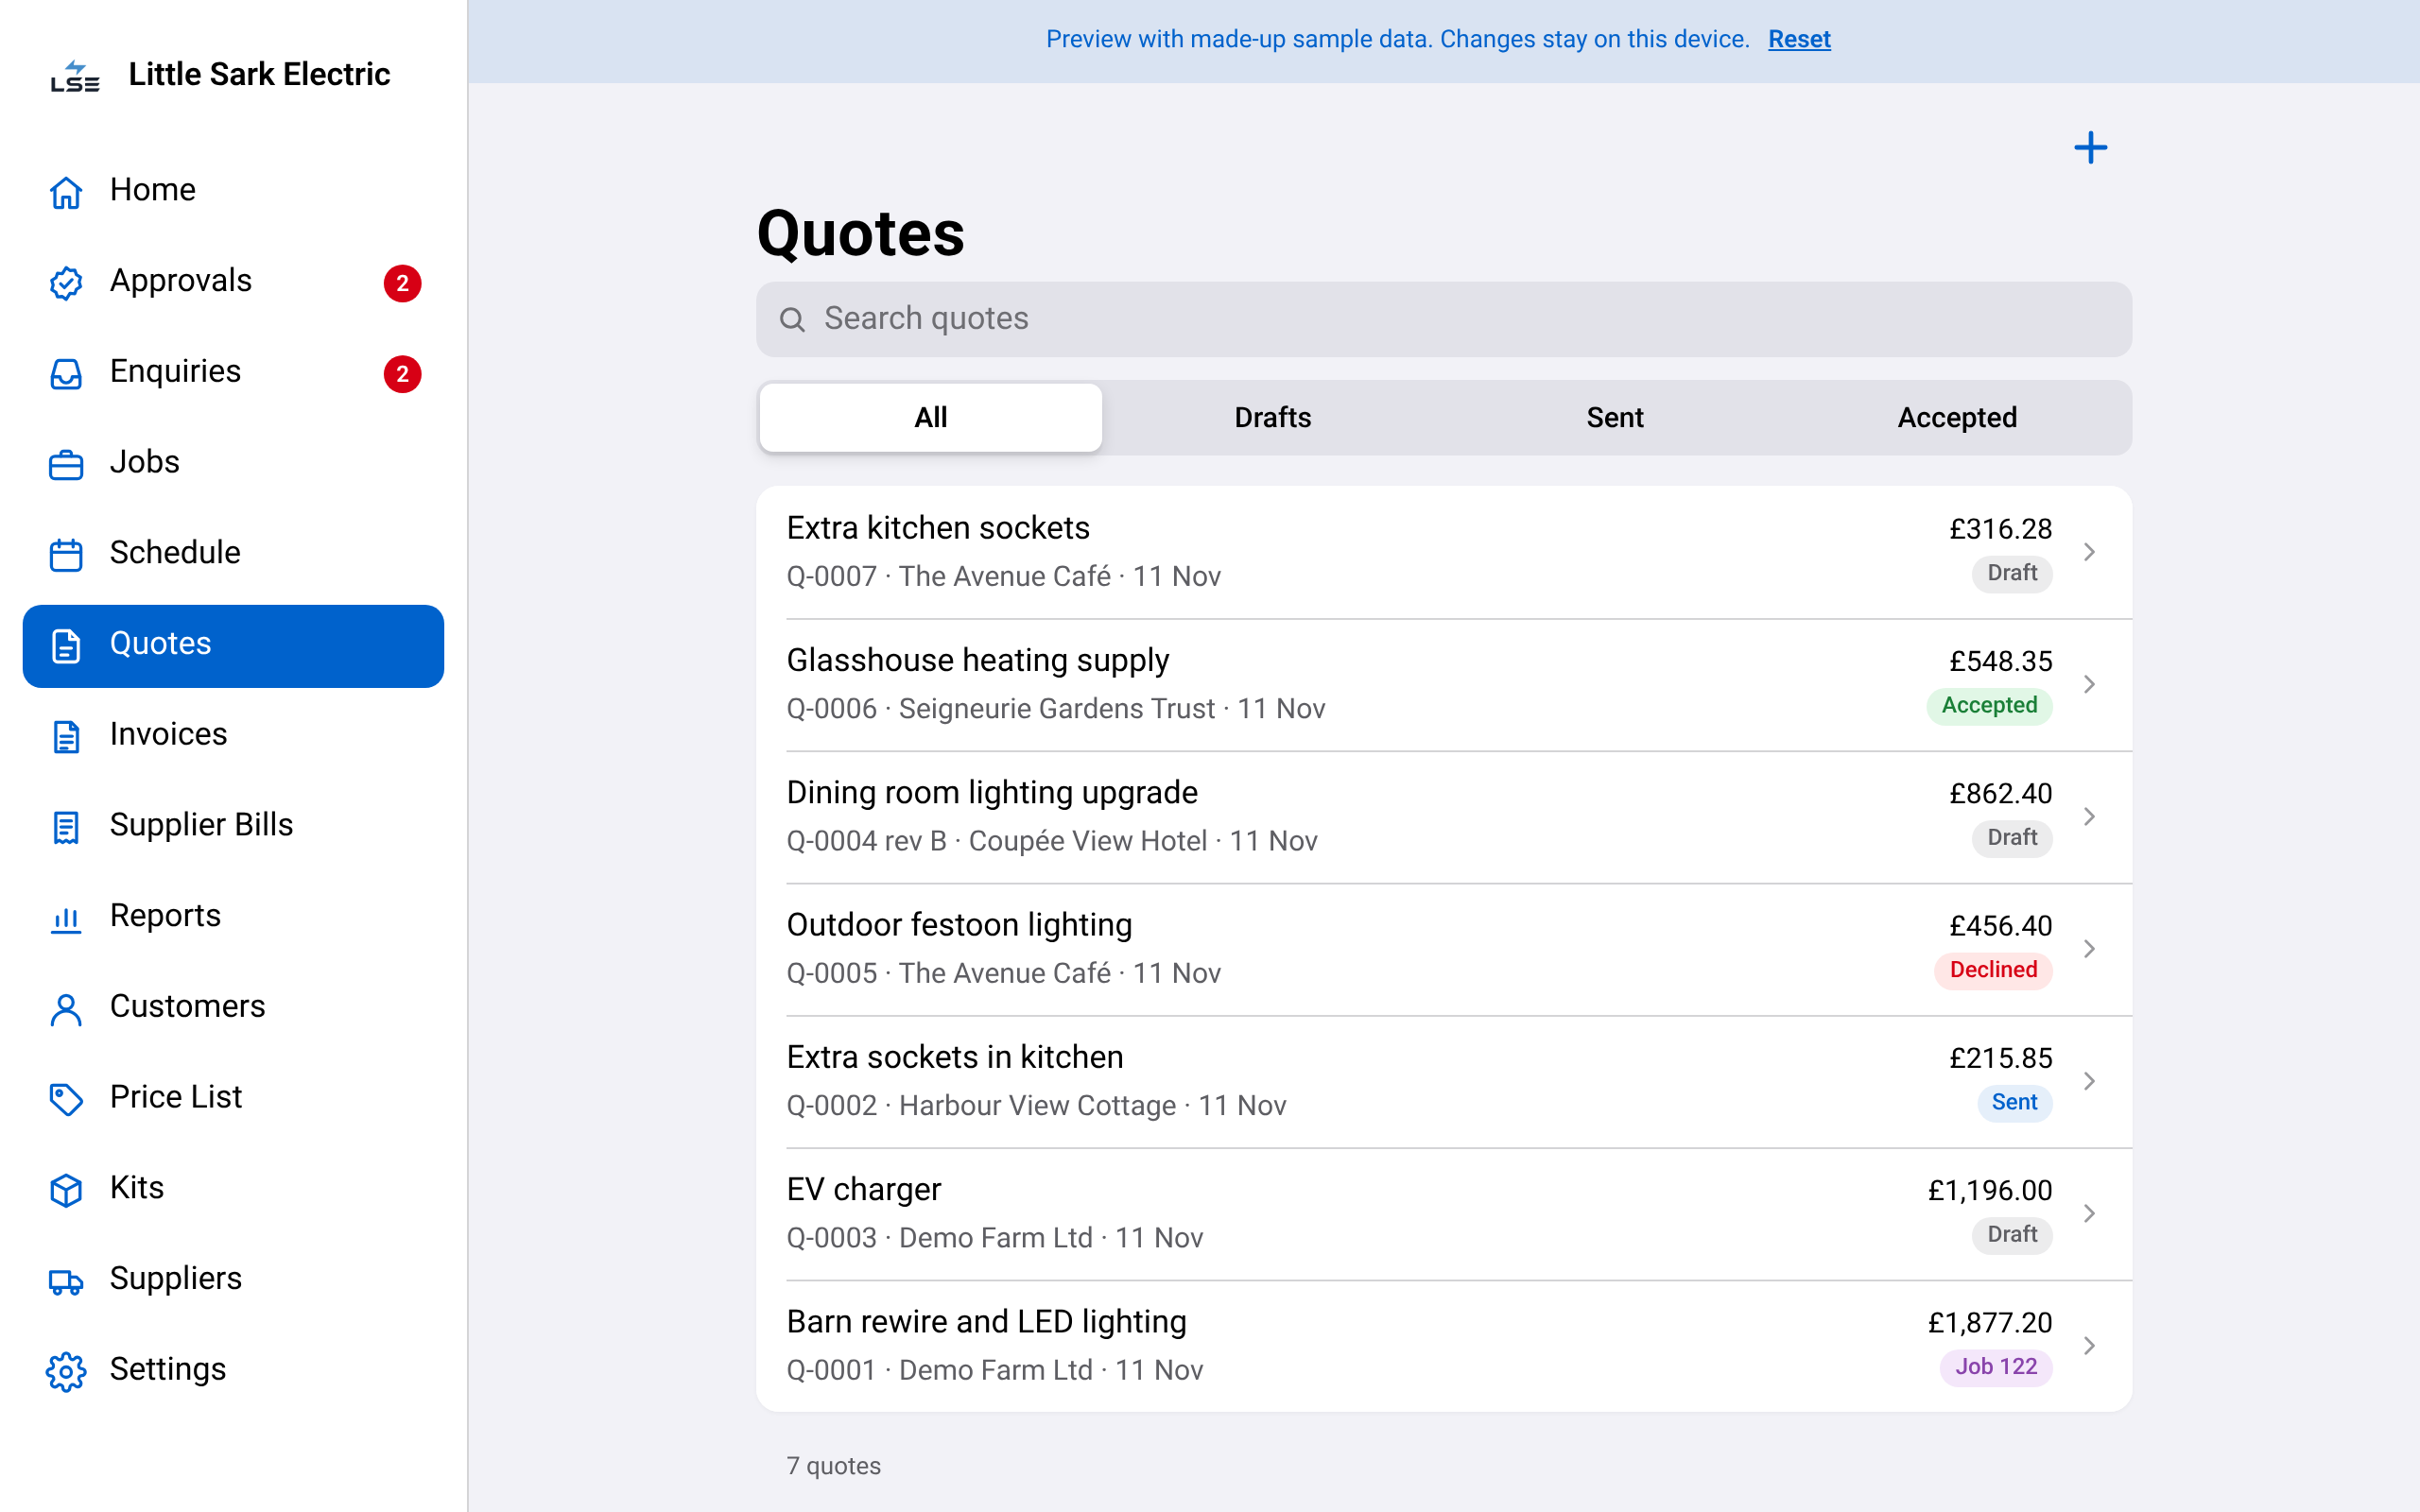 LSE Little Sark Electric
Home
Approvals 2
Enquiries 2
Jobs
Schedule
Quotes
Invoices
Supplier Bills
Reports
Customers
Price List
Kits
Suppliers
Settings
Preview with made-up sample data. Changes stay on this device. Reset
Quotes
Search quotes
All Drafts Sent Accepted
Extra kitchen sockets £316.28
Q-0007 · The Avenue Café · 11 Nov Draft
Glasshouse heating supply £548.35
Q-0006 · Seigneurie Gardens Trust · 11 Nov Accepted
Dining room lighting upgrade £862.40
Q-0004 rev B · Coupée View Hotel · 11 Nov Draft
Outdoor festoon lighting £456.40
Q-0005 · The Avenue Café · 11 Nov Declined
Extra sockets in kitchen £215.85
Q-0002 · Harbour View Cottage · 11 Nov Sent
EV charger £1,196.00
Q-0003 · Demo Farm Ltd · 11 Nov Draft
Barn rewire and LED lighting £1,877.20
Q-0001 · Demo Farm Ltd · 11 Nov Job 122
7 quotes